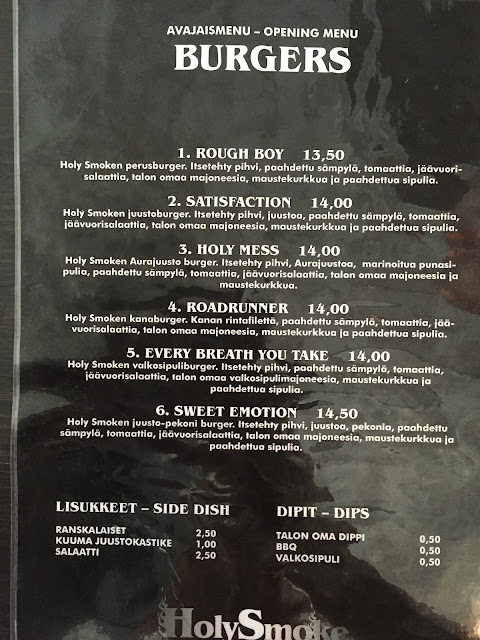 AVAJAISMENU – OPENING MENU
BURGERS
1. ROUGH BOY 13,50
Holy Smoken perusburger. Itsetehty pihvi, paahdettu sämpylä, tomaattia, jäävuori-
salaattia, talon omaa majoneesia, maustekurkkua ja paahdettua sipulia.
2. SATISFACTION 14,00
Holy Smoken juustoburger. Itsetehty pihvi, juustoa, paahdettu sämpylä, tomaattia,
jäävuorisalaattia, talon omaa majoneesia, maustekurkkua ja paahdettua sipulia.
3. HOLY MESS 14,00
Holy Smoken Aurajuusto burger. Itsetehty pihvi, Aurajuustoa, marinoitua punasi-
pulia, paahdettu sämpylä, tomaattia, jäävuorisalaattia, talon omaa majoneesia ja
maustekurkkua.
4. ROADRUNNER 14,00
Holy Smoken kanaburger. Kanan rintafilettä, paahdettu sämpylä, tomaattia, jää-
vuorisalaattia, talon omaa majoneesia, maustekurkkua ja paahdettua sipulia.
5. EVERY BREATH YOU TAKE 14,00
Holy Smoken valkosipuliburger. Itsetehty pihvi, paahdettu sämpylä, tomaattia,
jäävuorisalaattia, talon omaa valkosipulimajoneesia, maustekurkkua ja
paahdettua sipulia.
6. SWEET EMOTION 14,50
Holy Smoken juusto-pekoni burger. Itsetehty pihvi, juustoa, pekonia, paahdettu
sämpylä, tomaattia, jäävuorisalaattia, talon omaa majoneesia, maustekurkkua ja
paahdettua sipulia.
LISUKKEET – SIDE DISH
RANSKALAISET 2,50
KUUMA JUUSTOKASTIKE 1,00
SALAATTI 2,50
DIPIT – DIPS
TALON OMA DIPPI 0,50
BBQ 0,50
VALKOSIPULI 0,50
HolySmoke